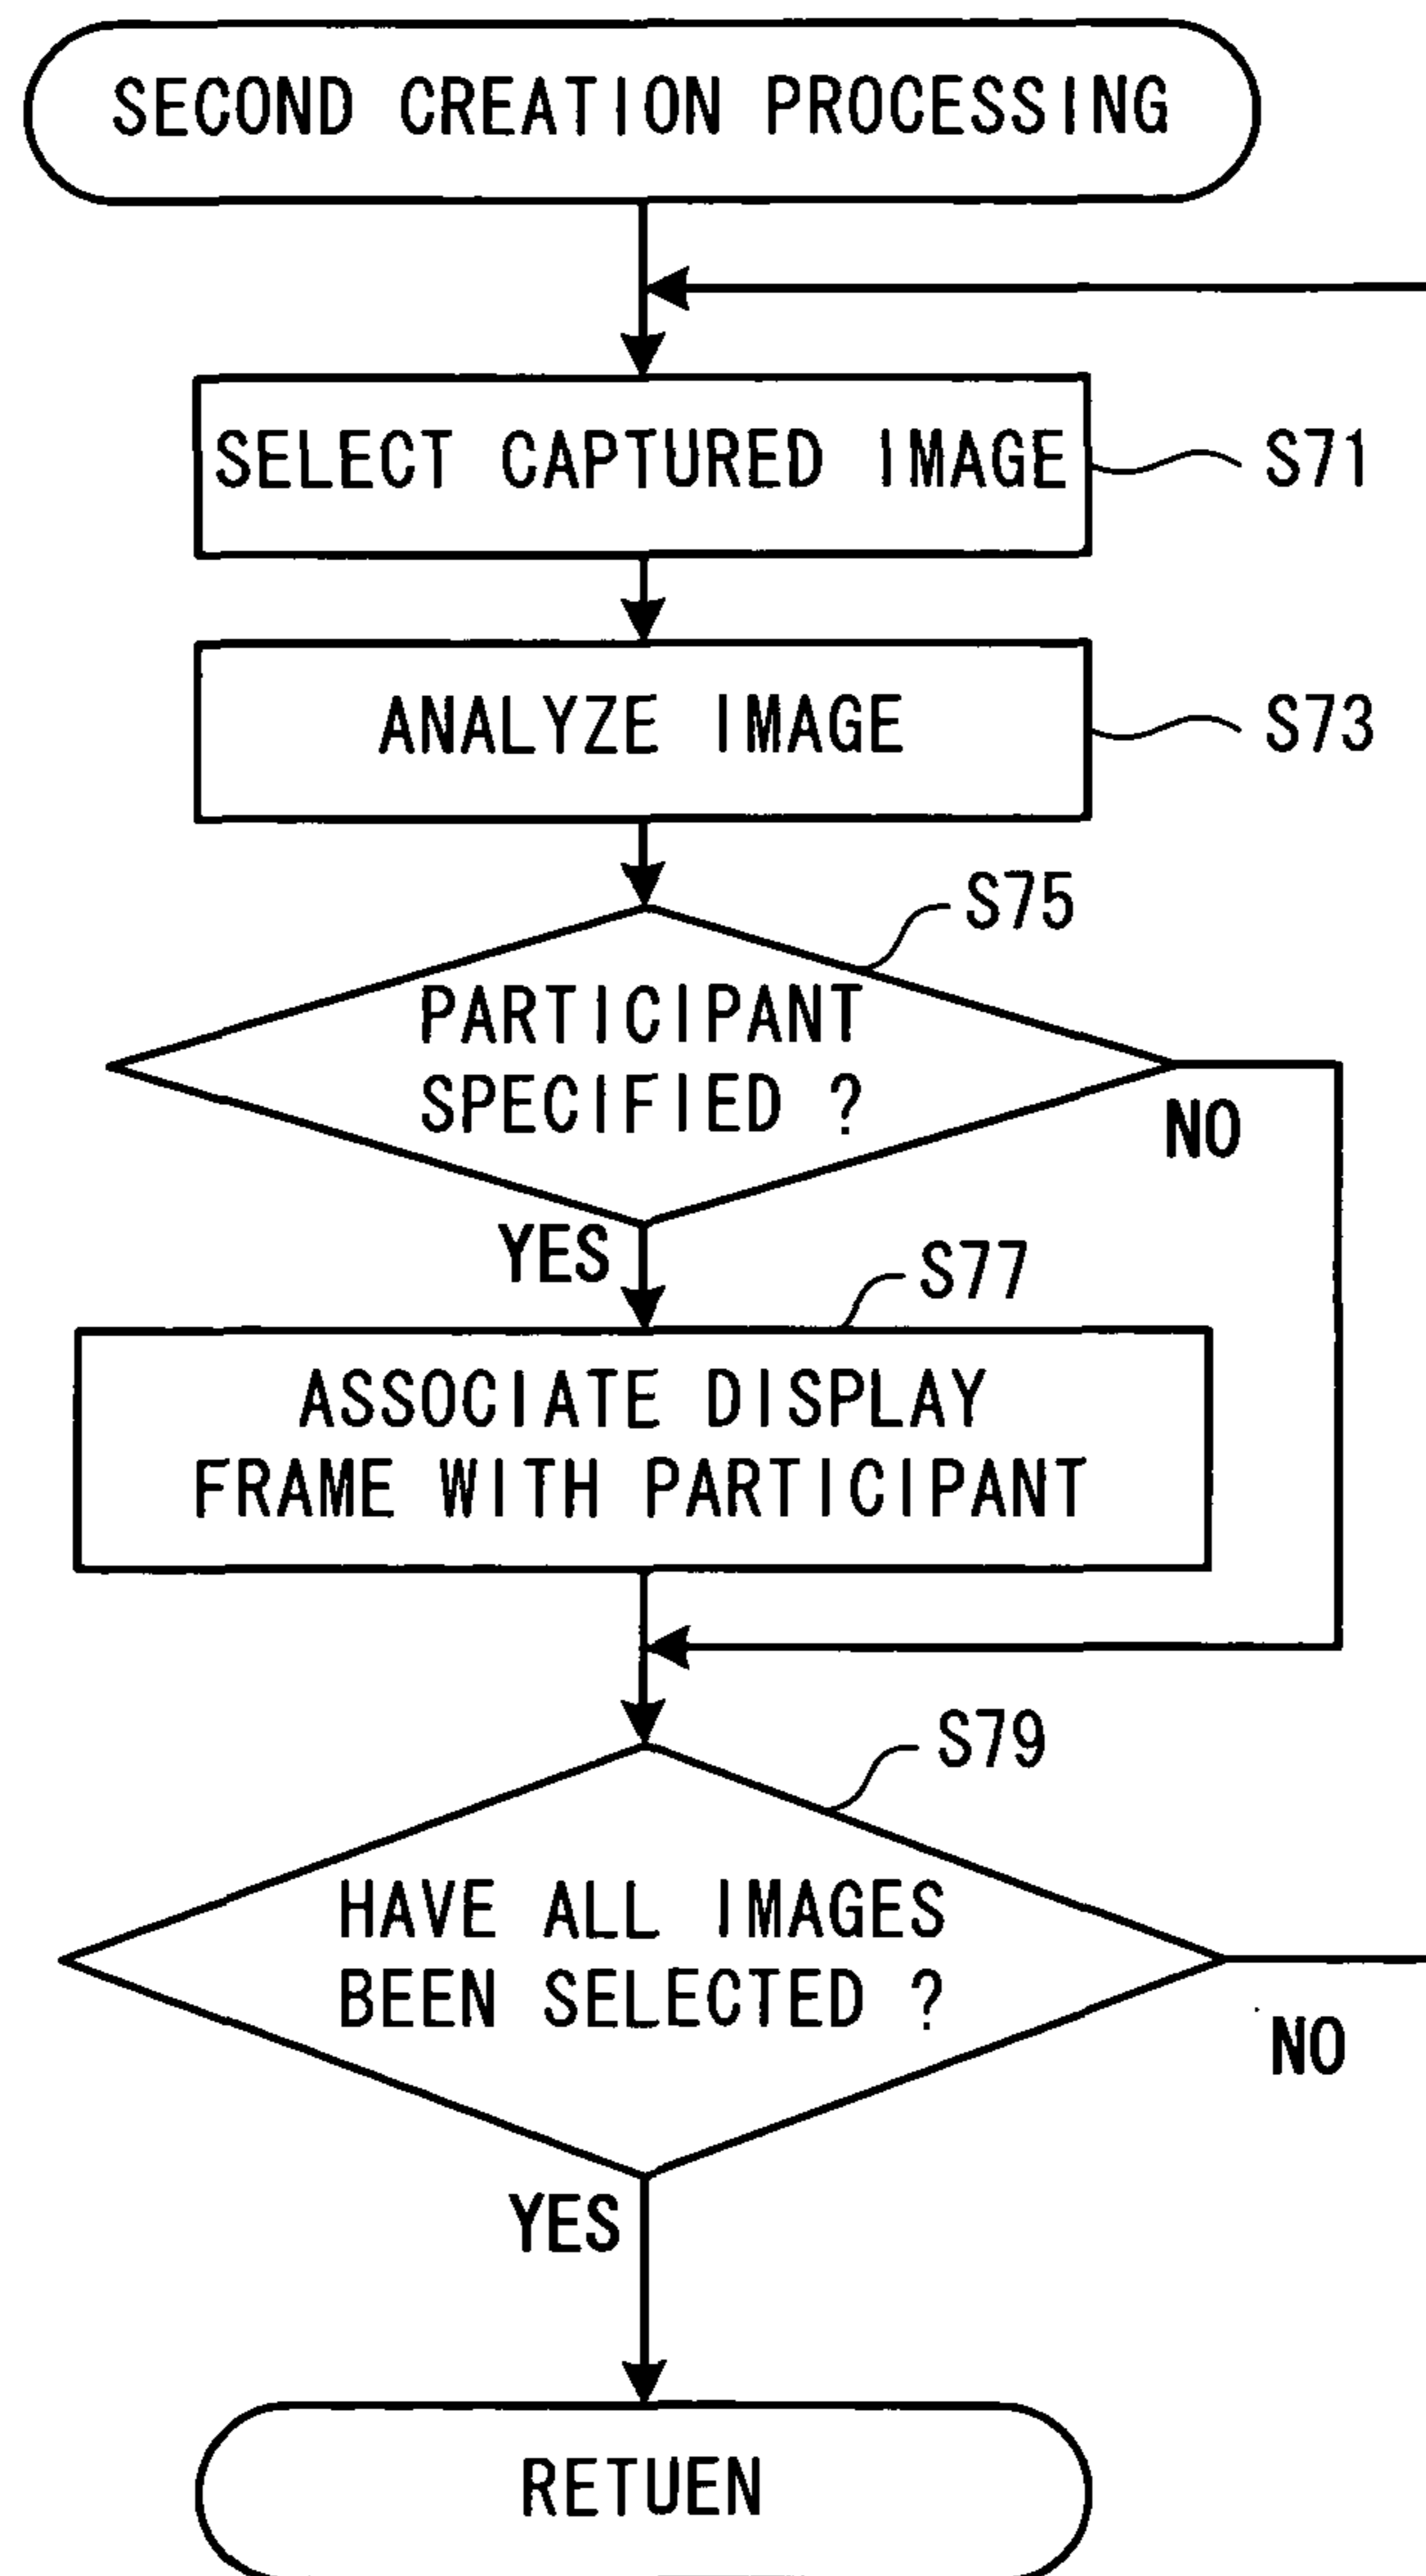 SECOND CREATION PROCESSING
SELECT CAPTURED IMAGE
S71
ANALYZE IMAGE
S73
S75
PARTICIPANT
SPECIFIED ?
NO
YES
S77
ASSOCIATE DISPLAY
FRAME WITH PARTICIPANT
S79
HAVE ALL IMAGES
BEEN SELECTED ?
NO
YES
RETUEN